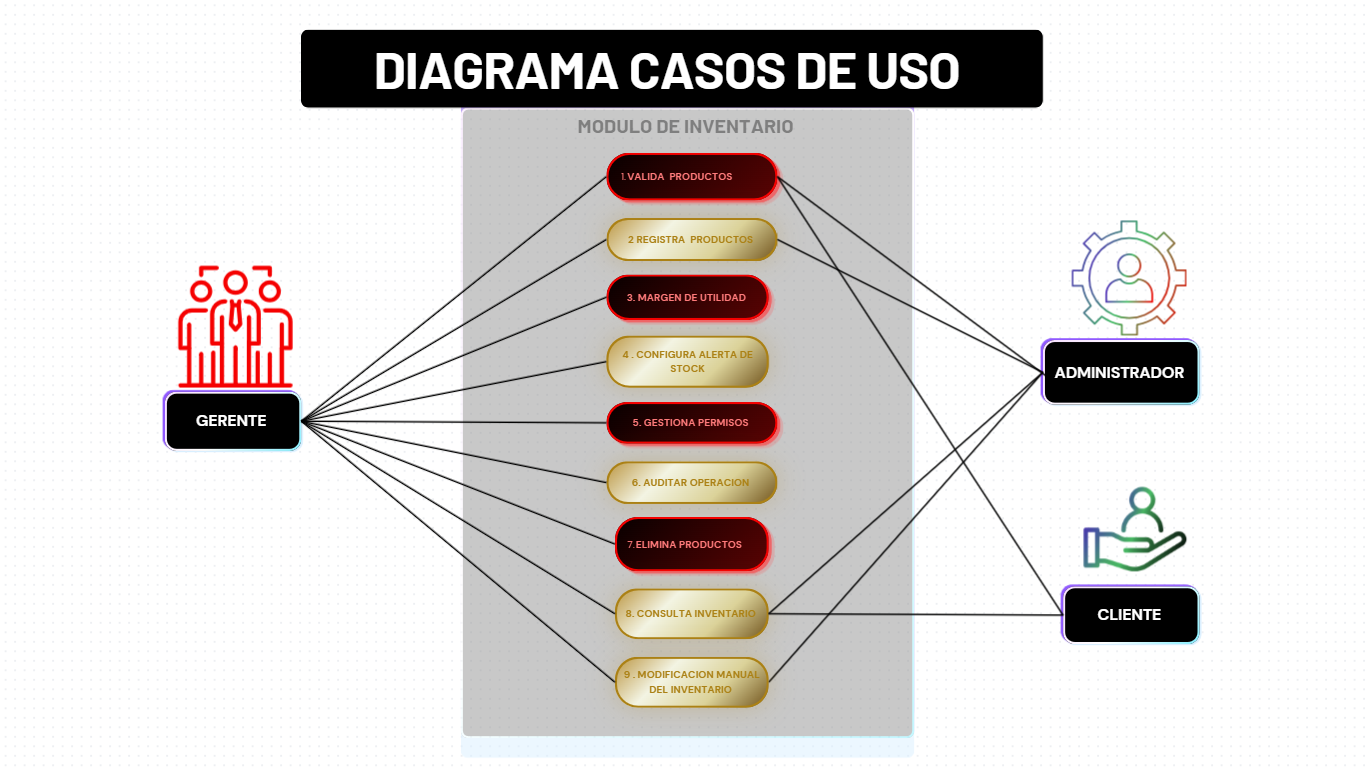 DIAGRAMA CASOS DE USO
MODULO DE INVENTARIO
1.VALIDA PRODUCTOS
2 REGISTRA PRODUCTOS
3. MARGEN DE UTILIDAD
4 . CONFIGURA ALERTA DE
STOCK
5. GESTIONA PERMISOS
6. AUDITAR OPERACION
7.ELIMINA PRODUCTOS
8. CONSULTA INVENTARIO
9 . MODIFICACION MANUAL
DEL INVENTARIO
GERENTE
ADMINISTRADOR
CLIENTE